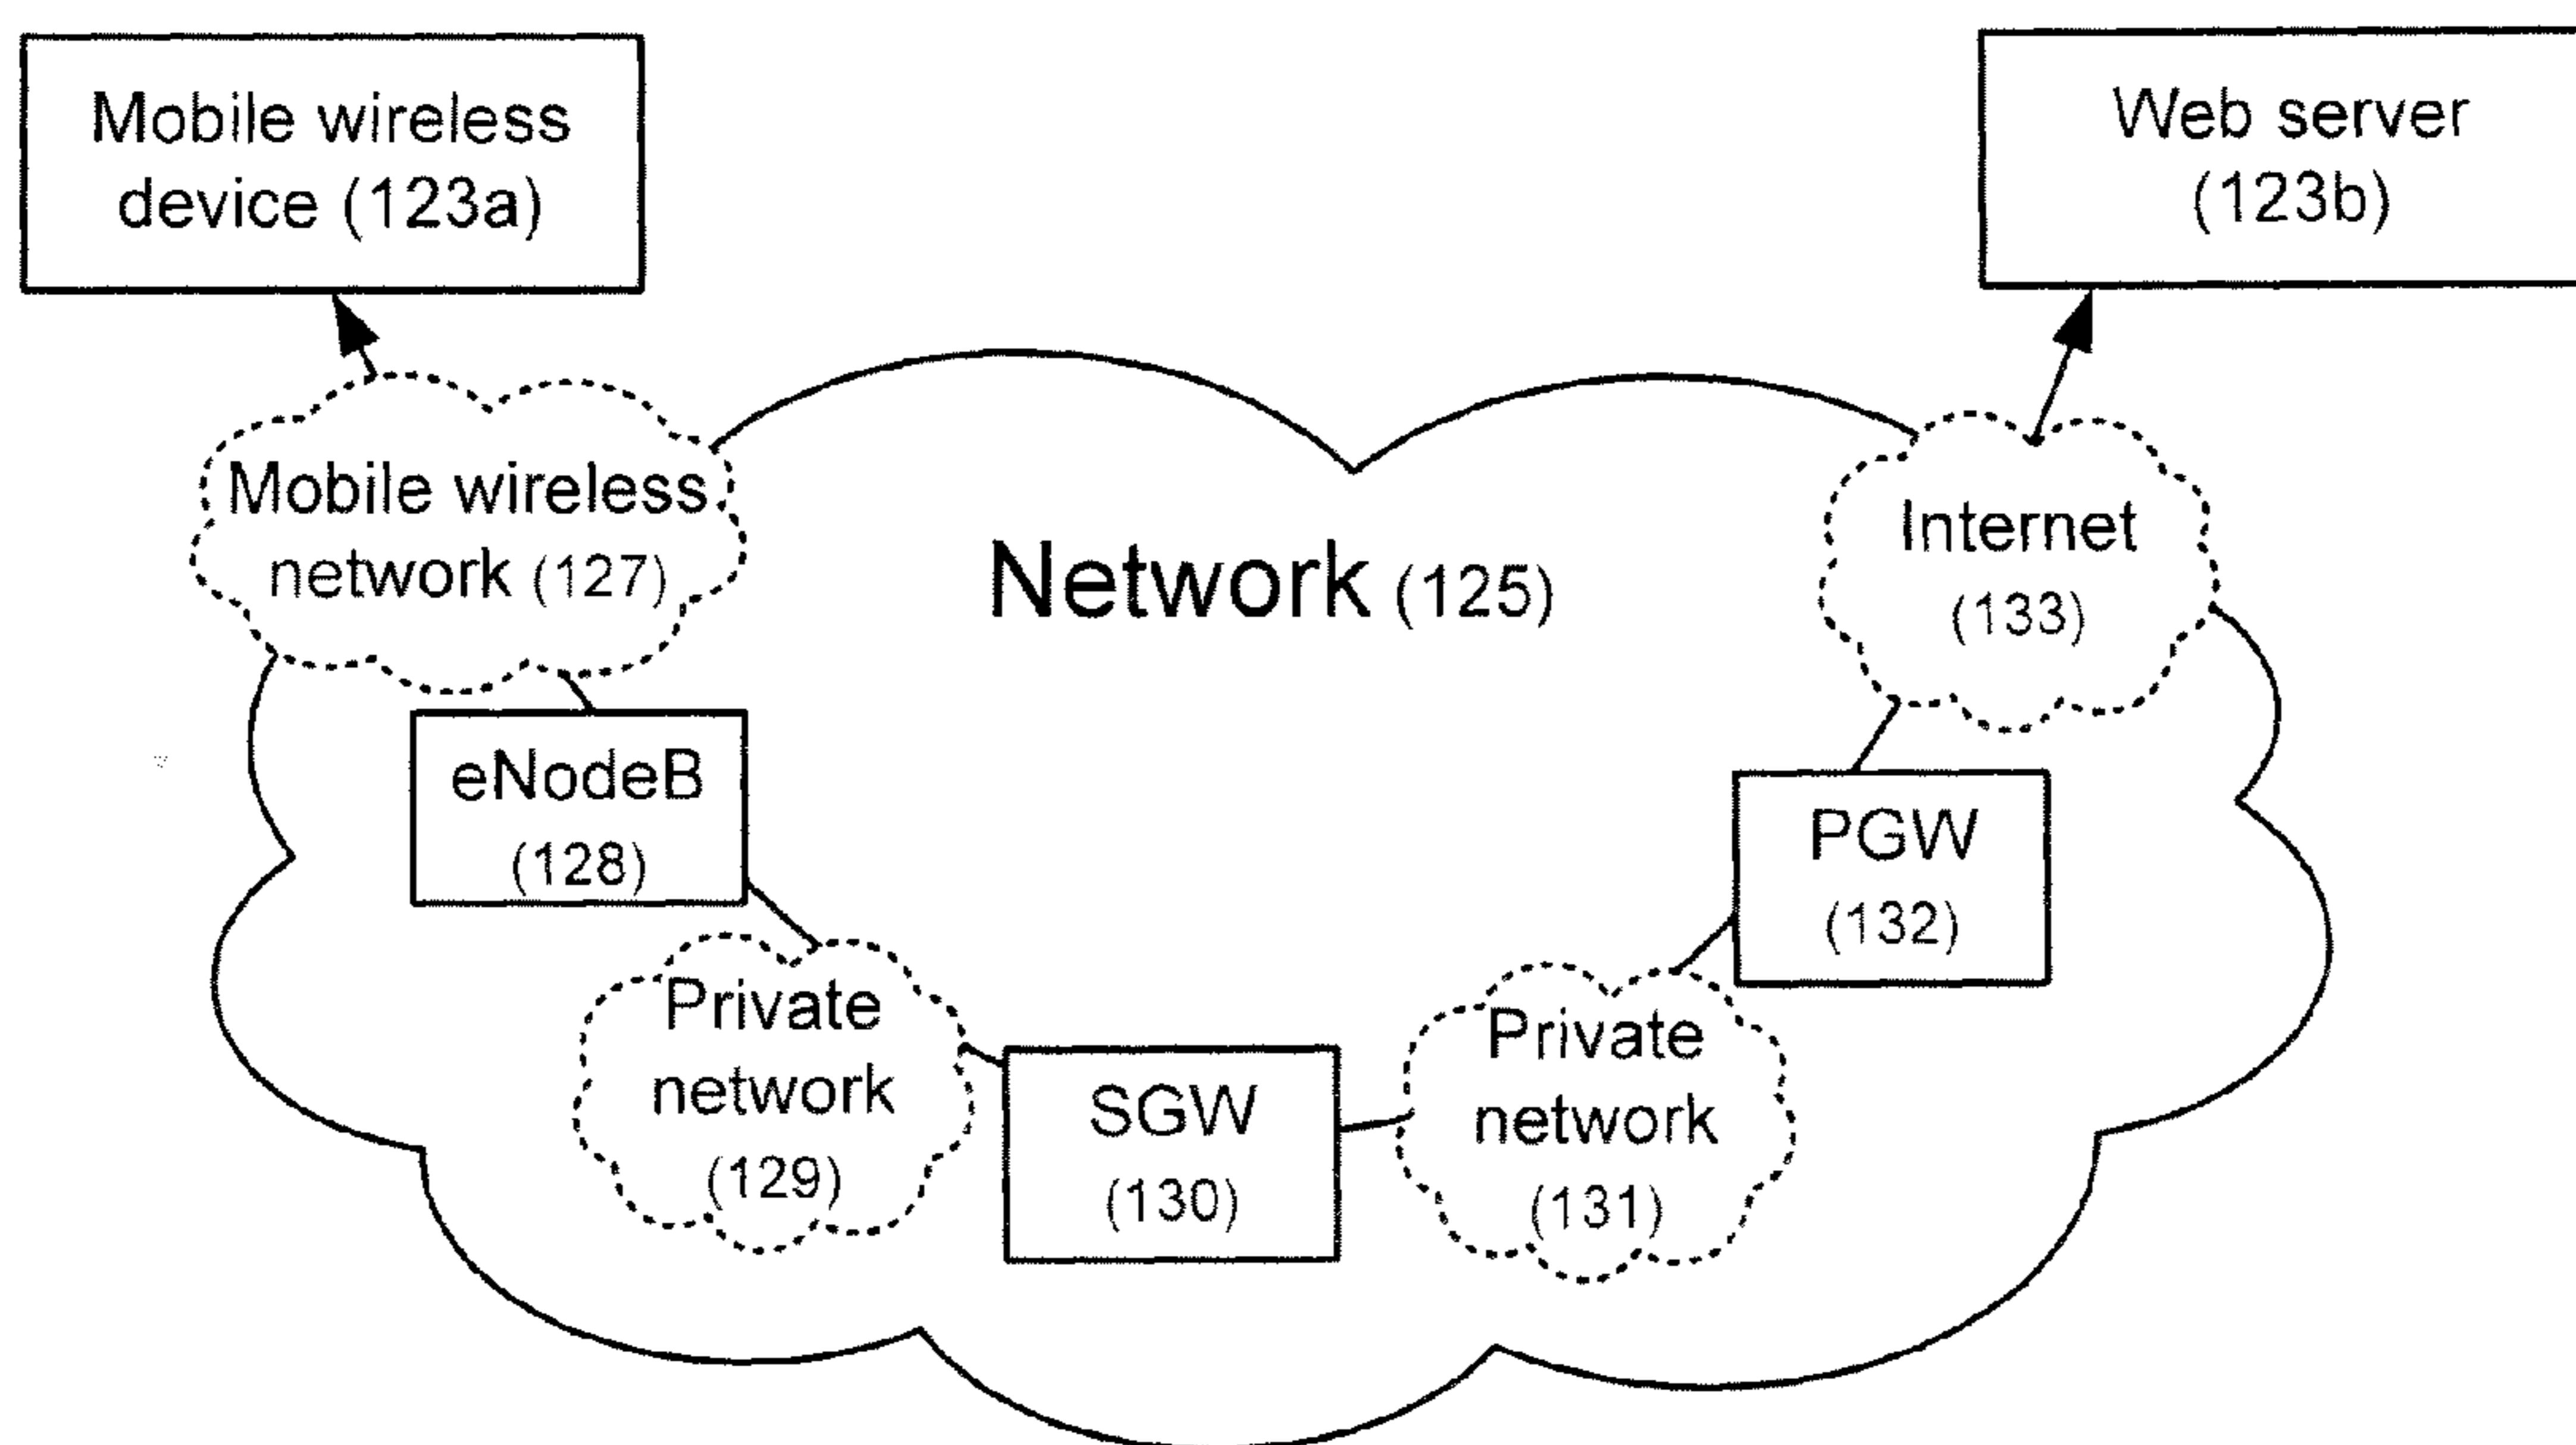 Mobile wireless
device (123a)
Web server
(123b)
Mobile wireless
network (127)
Network (125)
Internet
(133)
eNodeB
(128)
PGW
(132)
Private
network
(129)
SGW
(130)
Private
network
(131)